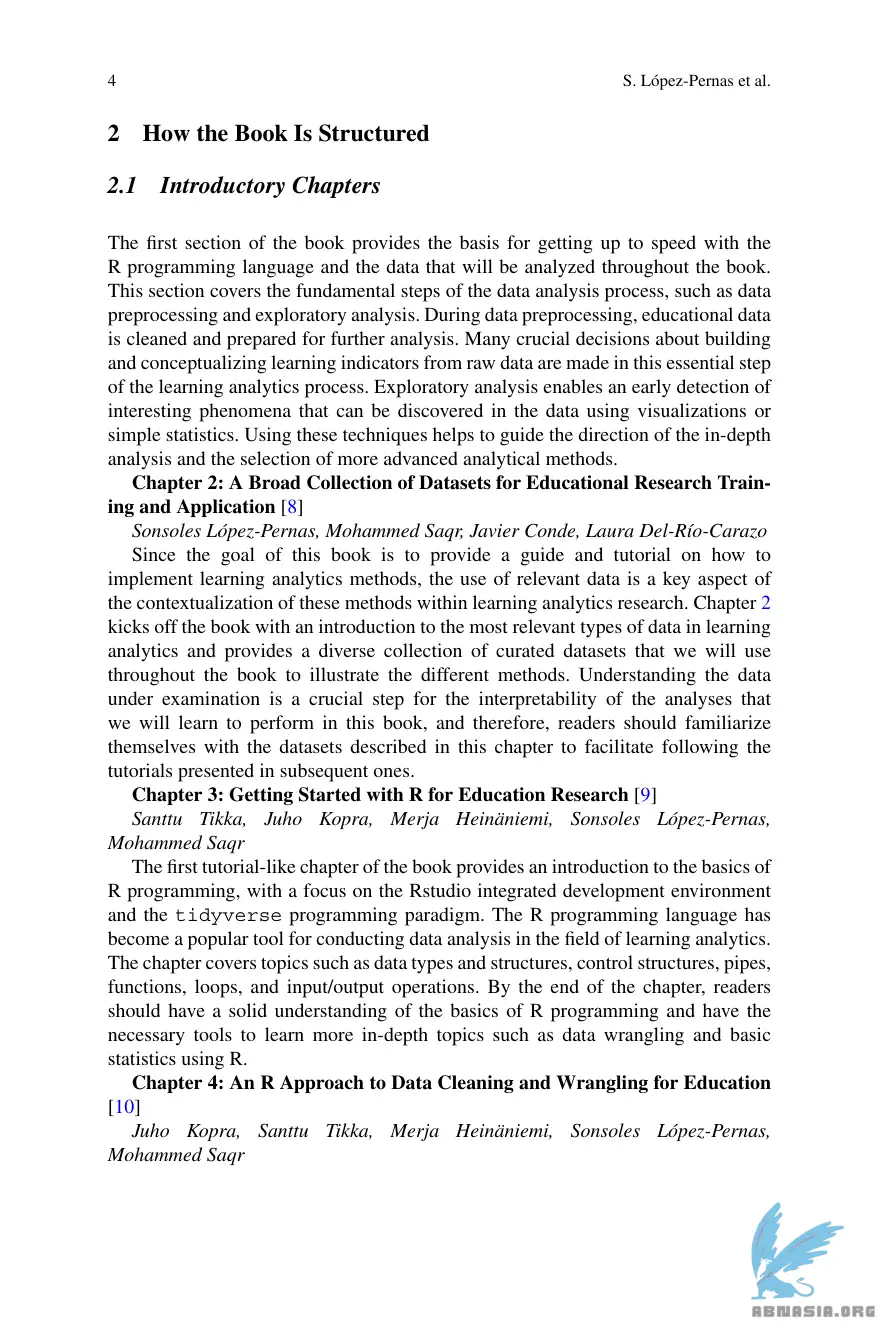 4
S. López-Pernas et al.
2 How the Book Is Structured
2.1 Introductory Chapters
The first section of the book provides the basis for getting up to speed with the
R programming language and the data that will be analyzed throughout the book.
This section covers the fundamental steps of the data analysis process, such as data
preprocessing and exploratory analysis. During data preprocessing, educational data
is cleaned and prepared for further analysis. Many crucial decisions about building
and conceptualizing learning indicators from raw data are made in this essential step
of the learning analytics process. Exploratory analysis enables an early detection of
interesting phenomena that can be discovered in the data using visualizations or
simple statistics. Using these techniques helps to guide the direction of the in-depth
analysis and the selection of more advanced analytical methods.
Chapter 2: A Broad Collection of Datasets for Educational Research Train-
ing and Application [8]
Sonsoles López-Pernas, Mohammed Saqr, Javier Conde, Laura Del-Río-Carazo
Since the goal of this book is to provide a guide and tutorial on how to
implement learning analytics methods, the use of relevant data is a key aspect of
the contextualization of these methods within learning analytics research. Chapter 2
kicks off the book with an introduction to the most relevant types of data in learning
analytics and provides a diverse collection of curated datasets that we will use
throughout the book to illustrate the different methods. Understanding the data
under examination is a crucial step for the interpretability of the analyses that
we will learn to perform in this book, and therefore, readers should familiarize
themselves with the datasets described in this chapter to facilitate following the
tutorials presented in subsequent ones.
Chapter 3: Getting Started with R for Education Research [9]
Santtu Tikka, Juho Kopra, Merja Heinäniemi, Sonsoles López-Pernas,
Mohammed Saqr
The first tutorial-like chapter of the book provides an introduction to the basics of
R programming, with a focus on the Rstudio integrated development environment
and the tidyverse programming paradigm. The R programming language has
become a popular tool for conducting data analysis in the field of learning analytics.
The chapter covers topics such as data types and structures, control structures, pipes,
functions, loops, and input/output operations. By the end of the chapter, readers
should have a solid understanding of the basics of R programming and have the
necessary tools to learn more in-depth topics such as data wrangling and basic
statistics using R.
Chapter 4: An R Approach to Data Cleaning and Wrangling for Education
[10]
Juho Kopra, Santtu Tikka, Merja Heinäniemi, Sonsoles López-Pernas,
Mohammed Saqr
ABNASIA.ORG